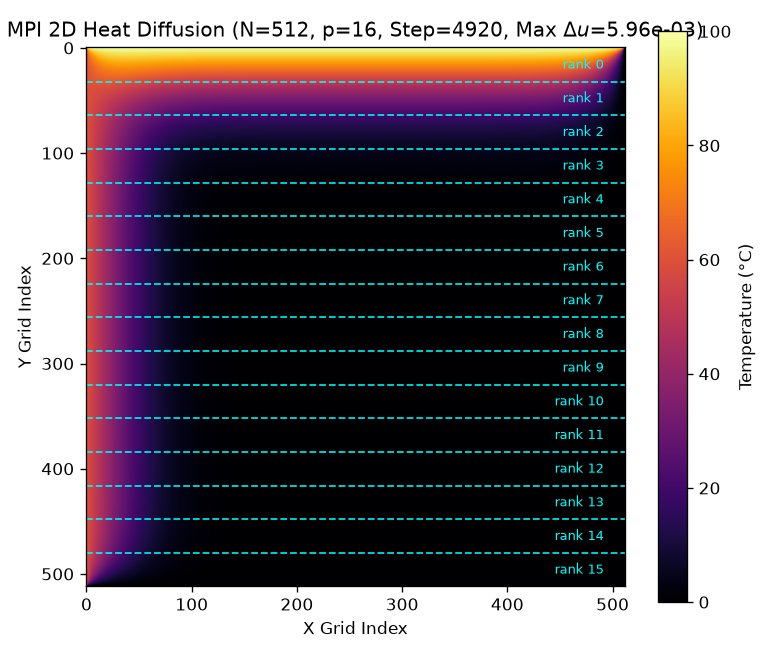 MPI 2D Heat Diffusion (N=512, p=16, Step=4920, Max Δu=5.96e-03)
0
100
200
300
400
500
Y Grid Index
rank 0
rank 1
rank 2
rank 3
rank 4
rank 5
rank 6
rank 7
rank 8
rank 9
rank 10
rank 11
rank 12
rank 13
rank 14
rank 15
0
100
200
300
400
500
X Grid Index
100
80
60
40
20
0
Temperature (°C)